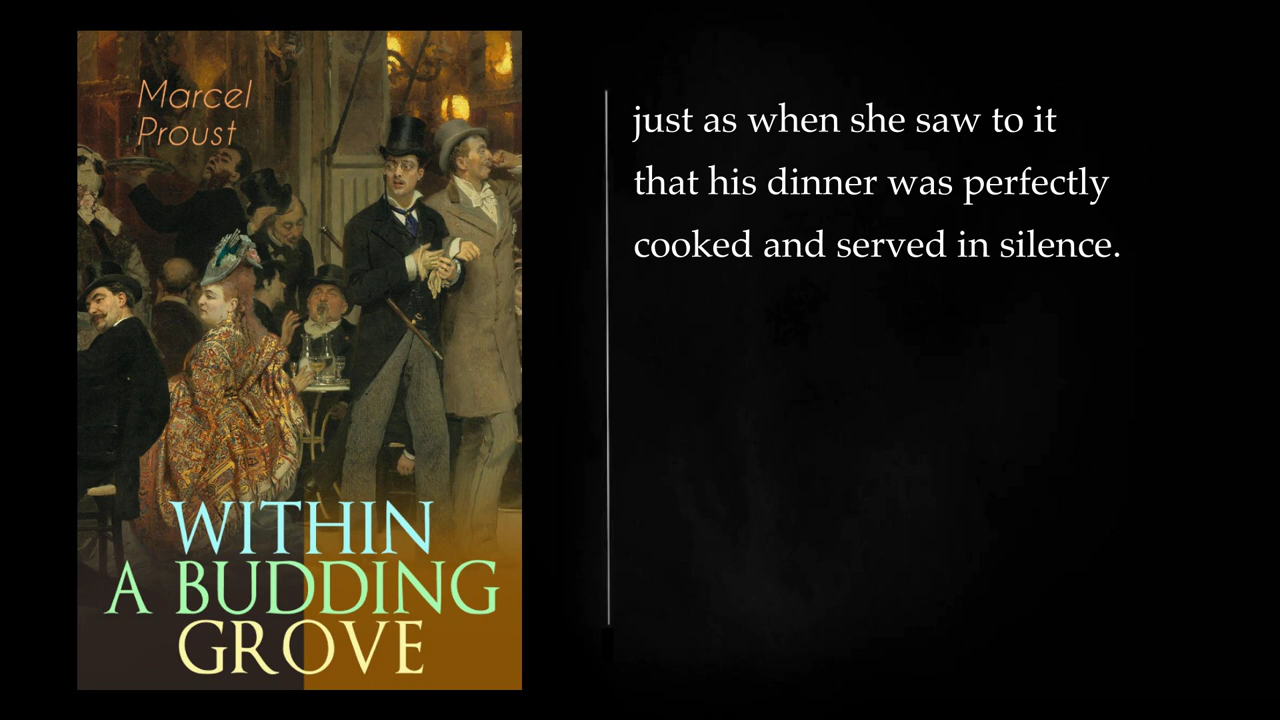 Marcel
Proust
WITHIN
A BUDDING
GROVE
just as when she saw to it
that his dinner was perfectly
cooked and served in silence.